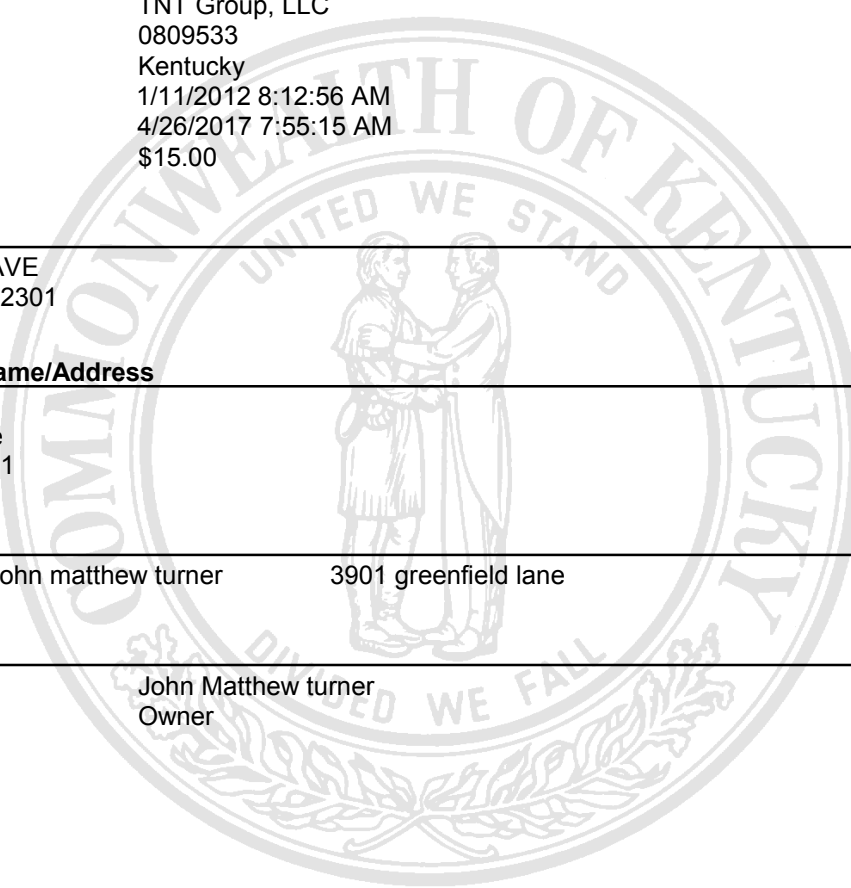 TNT Group, LLC
0809533
Kentucky
1/11/2012 8:12:56 AM
4/26/2017 7:55:15 AM
$15.00
AVE
2301
ame/Address
e
1
ohn matthew turner 3901 greenfield lane
John Matthew turner
Owner
COMMONWEALTH OF KENTUCKY
UNITED WE STAND
DIVIDED WE FALL